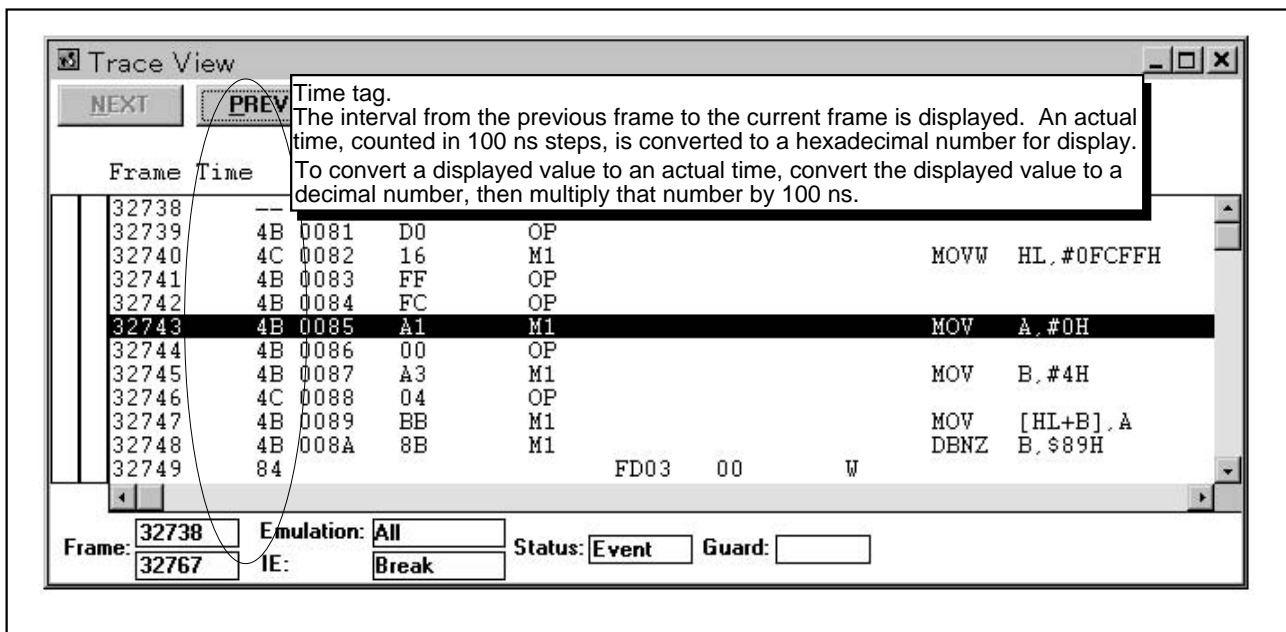 Trace View
NEXT PREV
Time tag.
The interval from the previous frame to the current frame is displayed. An actual
time, counted in 100 ns steps, is converted to a hexadecimal number for display.
To convert a displayed value to an actual time, convert the displayed value to a
decimal number, then multiply that number by 100 ns.
Frame Time
32738 --
32739 4B 0081 D0 OP
32740 4C 0082 16 M1 MOVW HL,#0FCFFH
32741 4B 0083 FF OP
32742 4B 0084 FC OP
32743 4B 0085 A1 M1 MOV A,#0H
32744 4B 0086 00 OP
32745 4B 0087 A3 M1 MOV B,#4H
32746 4C 0088 04 OP
32747 4B 0089 BB M1 MOV [HL+B],A
32748 4B 008A 8B M1 DBNZ B,$89H
32749 84 FD03 00 W
Frame: 32738 Emulation: All Status: Event Guard:
32767 IE: Break